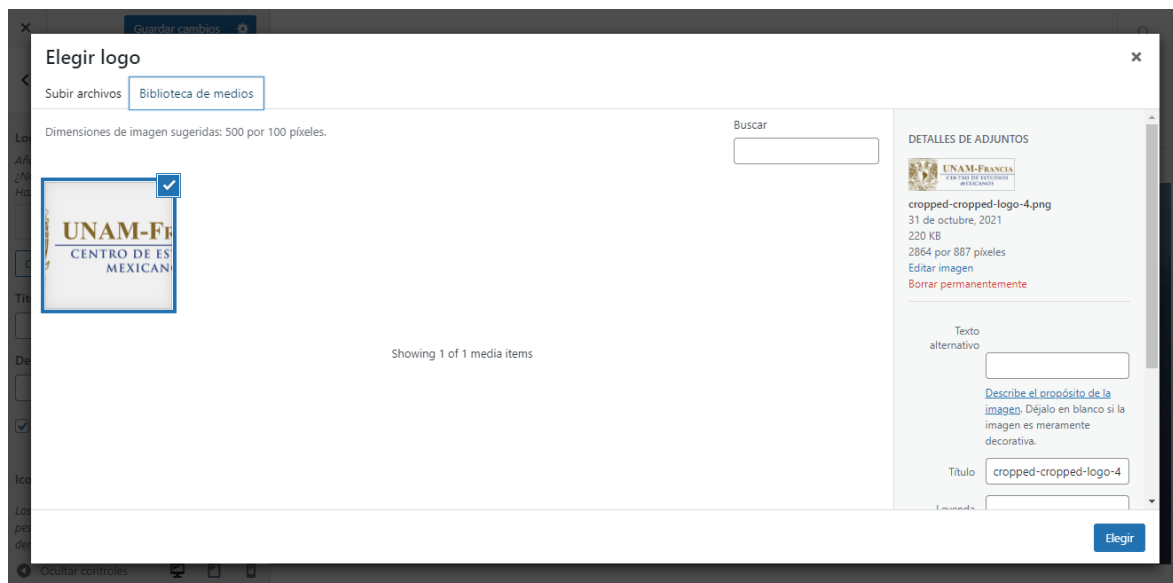 Guardar cambios
Elegir logo
Subir archivos
Biblioteca de medios
Dimensiones de imagen sugeridas: 500 por 100 píxeles.
Buscar
UNAM-FR
CENTRO DE ES
MEXICAN
Showing 1 of 1 media items
DETALLES DE ADJUNTOS
UNAM-FRANCIA
CENTRO DE ESTUDIOS
MEXICANOS
cropped-cropped-logo-4.png
31 de octubre, 2021
220 KB
2864 por 887 píxeles
Editar imagen
Borrar permanentemente
Texto
alternativo
Describe el propósito de la
imagen. Déjalo en blanco si la
imagen es meramente
decorativa.
Título
cropped-cropped-logo-4
Leyenda
Elegir
Ocultar controles